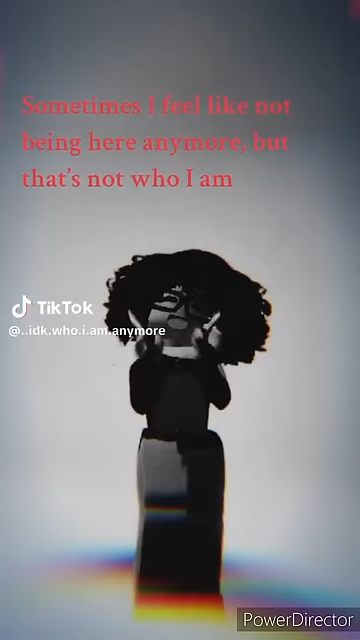 Sometimes I feel like not
being here anymore, but
that's not who I am
TikTok
@..idk.who.i.am.anymore
PowerDirector